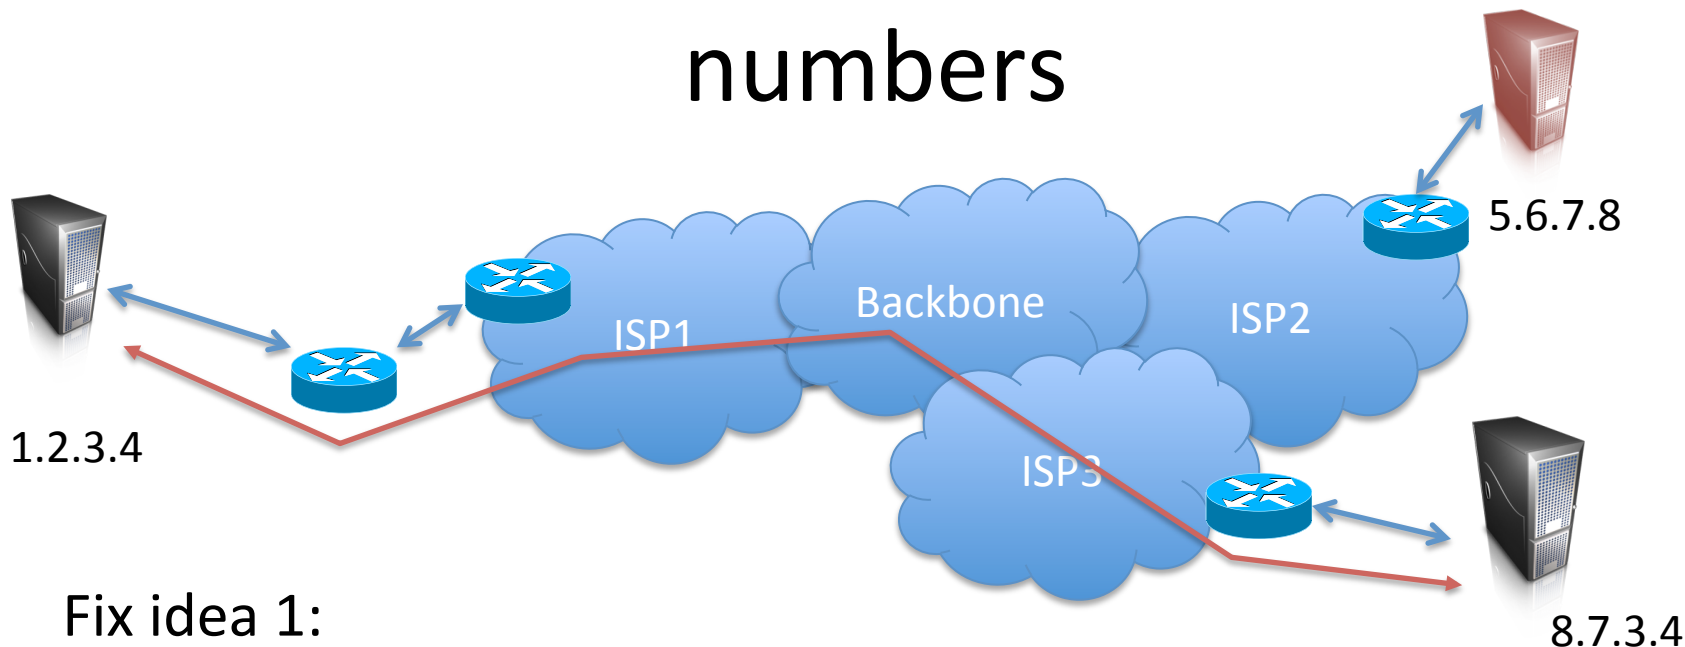 numbers
5.6.7.8
Backbone
ISP2
ISP1
1.2.3.4
ISP3
Fix idea 1:
8.7.3.4